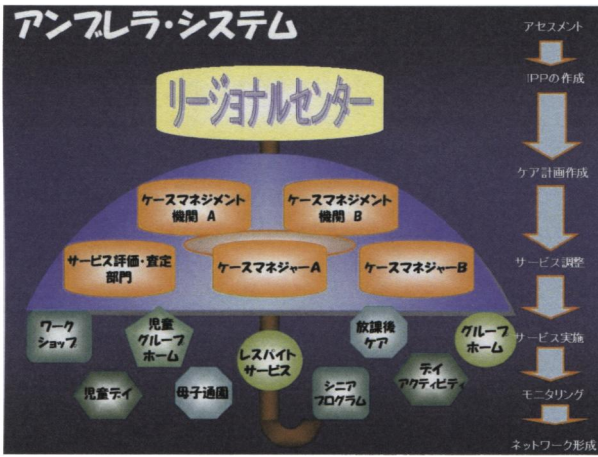 アンブレラ・システム
リージョナルセンター
ケースマネジメント
機関 A
ケースマネジメント
機関 B
サービス評価・査定
部門
ケースマネジャーA
ケースマネジャーB
ワーク
ショップ
児童
グループ
ホーム
レスパイト
サービス
放課後
ケア
グループ
ホーム
児童デイ
母子通園
シニア
プログラム
デイ
アクティビティ
アセスメント
IPPの作成
ケア計画作成
サービス調整
サービス実施
モニタリング
ネットワーク形成